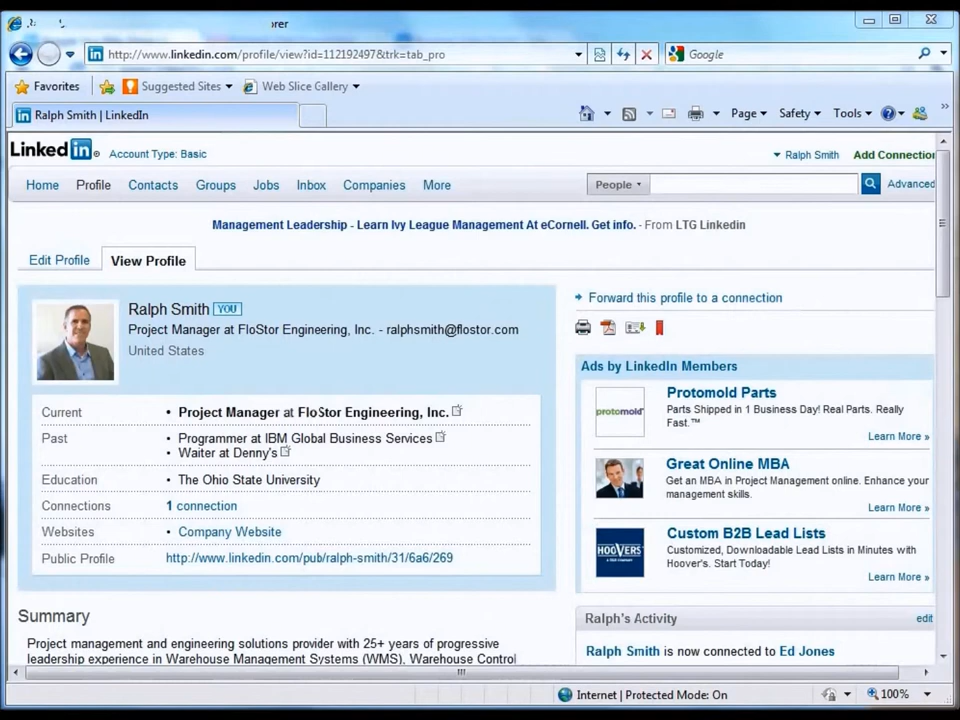 http://www.linkedin.com/profile/view?id=112192497&trk=tab_pro
Google
Favorites
Suggested Sites
Web Slice Gallery
Ralph Smith | LinkedIn
Page
Safety
Tools
Linked in
Account Type: Basic
Ralph Smith
Add Connection
Home Profile Contacts Groups Jobs Inbox Companies More
People
Advanced
Management Leadership - Learn Ivy League Management At eCornell. Get info. - From LTG Linkedin
Edit Profile
View Profile
Ralph Smith YOU
Project Manager at FloStor Engineering, Inc. - ralphsmith@flostor.com
United States
Current • Project Manager at FloStor Engineering, Inc.
Past • Programmer at IBM Global Business Services
• Waiter at Denny's
Education • The Ohio State University
Connections 1 connection
Websites • Company Website
Public Profile http://www.linkedin.com/pub/ralph-smith/31/6a6/269
Summary
Project management and engineering solutions provider with 25+ years of progressive
leadership experience in Warehouse Management Systems (WMS), Warehouse Control
Forward this profile to a connection
Ads by LinkedIn Members
protomold
Protomold Parts
Parts Shipped in 1 Business Day! Real Parts. Really
Fast.™
Learn More »
Great Online MBA
Get an MBA in Project Management online. Enhance your
management skills.
Learn More »
HOOVERS
Custom B2B Lead Lists
Customized, Downloadable Lead Lists in Minutes with
Hoover's. Start Today!
Learn More »
Ralph's Activity
edit
Ralph Smith is now connected to Ed Jones
Internet | Protected Mode: On
100%